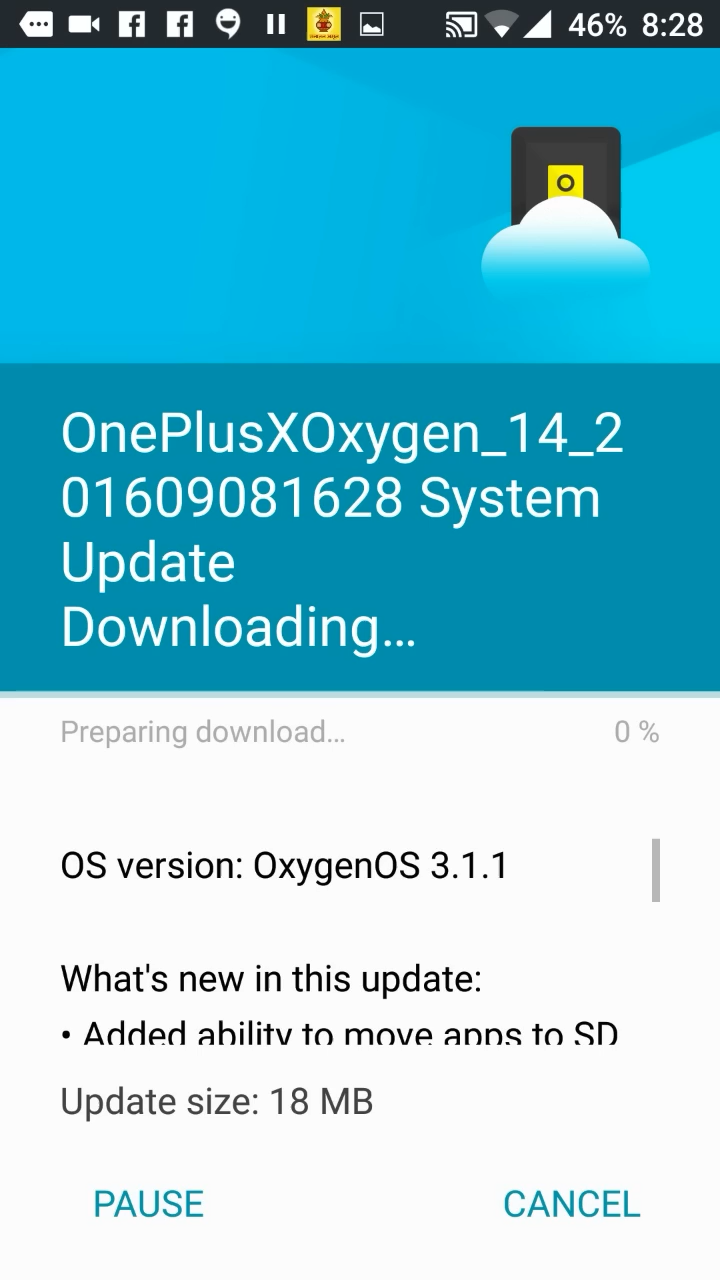 46% 8:28
OnePlusXOxygen_14_2
01609081628 System
Update
Downloading...
Preparing download... 0 %
OS version: OxygenOS 3.1.1
What's new in this update:
• Added ability to move apps to SD
Update size: 18 MB
PAUSE CANCEL